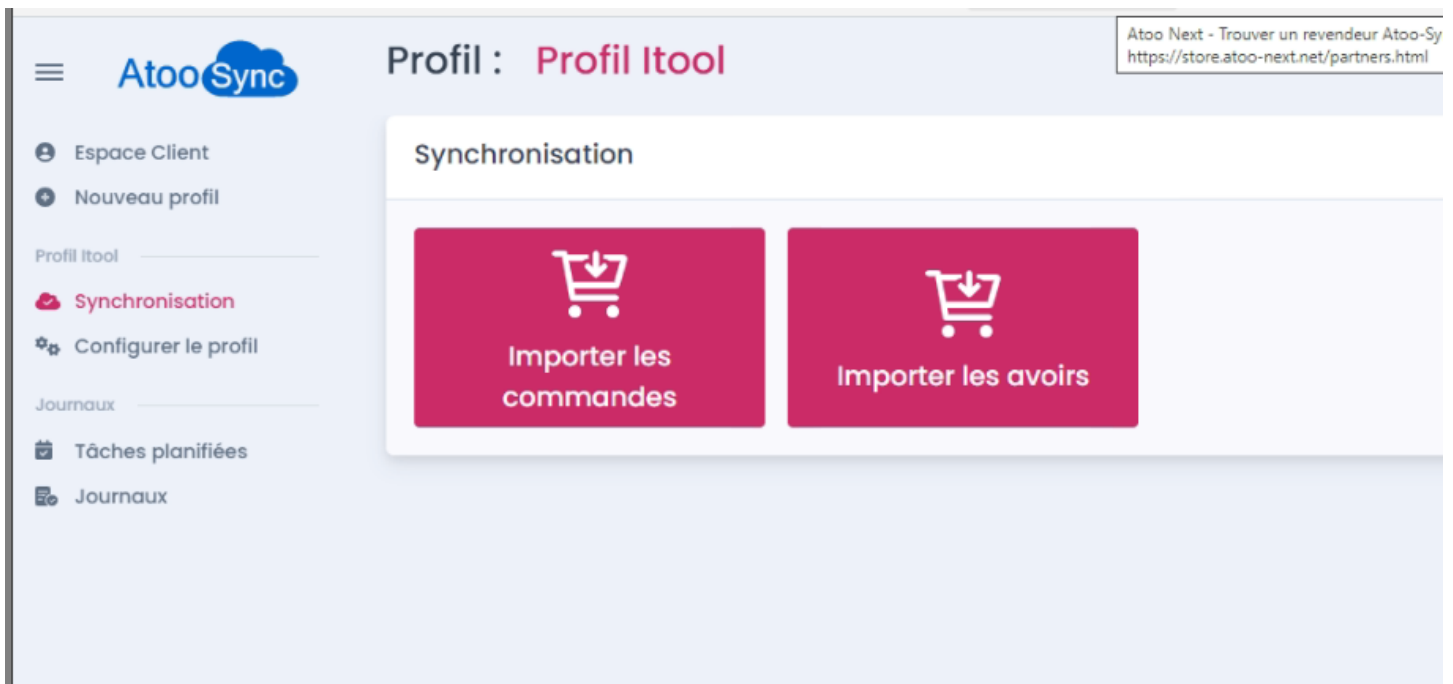 Atoo Next - Trouver un revendeur Atoo-Sy
https://store.atoo-next.net/partners.html
AtooSync
Profil : Profil Itool
Espace Client
Nouveau profil
Profil Itool
Synchronisation
Configurer le profil
Journaux
Tâches planifiées
Journaux
Synchronisation
Importer les
commandes
Importer les avoirs